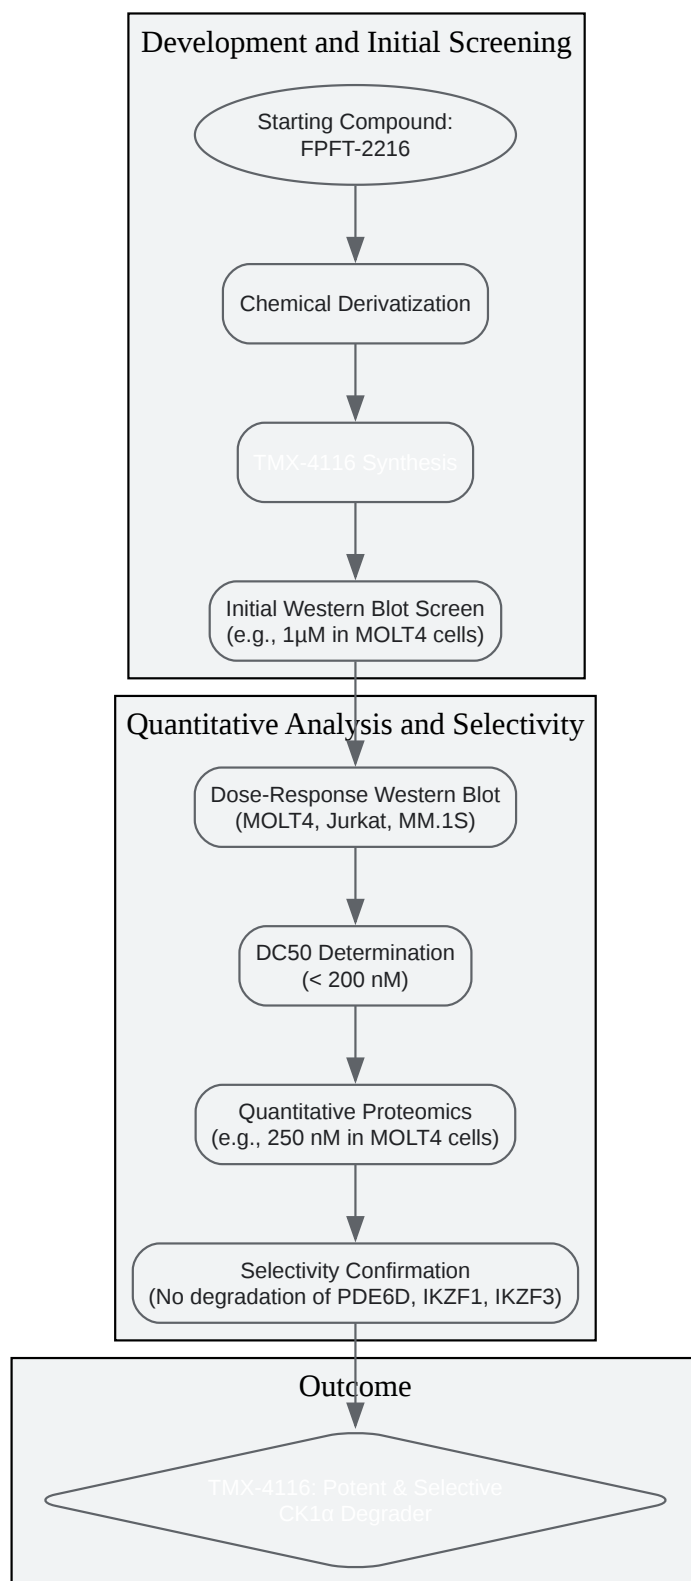 Development and Initial Screening
Starting Compound:
FPFT-2216
Chemical Derivatization
TMX-4116 Synthesis
Initial Western Blot Screen
(e.g., 1µM in MOLT4 cells)
Quantitative Analysis and Selectivity
Dose-Response Western Blot
(MOLT4, Jurkat, MM.1S)
DC50 Determination
(< 200 nM)
Quantitative Proteomics
(e.g., 250 nM in MOLT4 cells)
Selectivity Confirmation
(No degradation of PDE6D, IKZF1, IKZF3)
Outcome
TMX-4116: Potent & Selective
CK1α Degrader